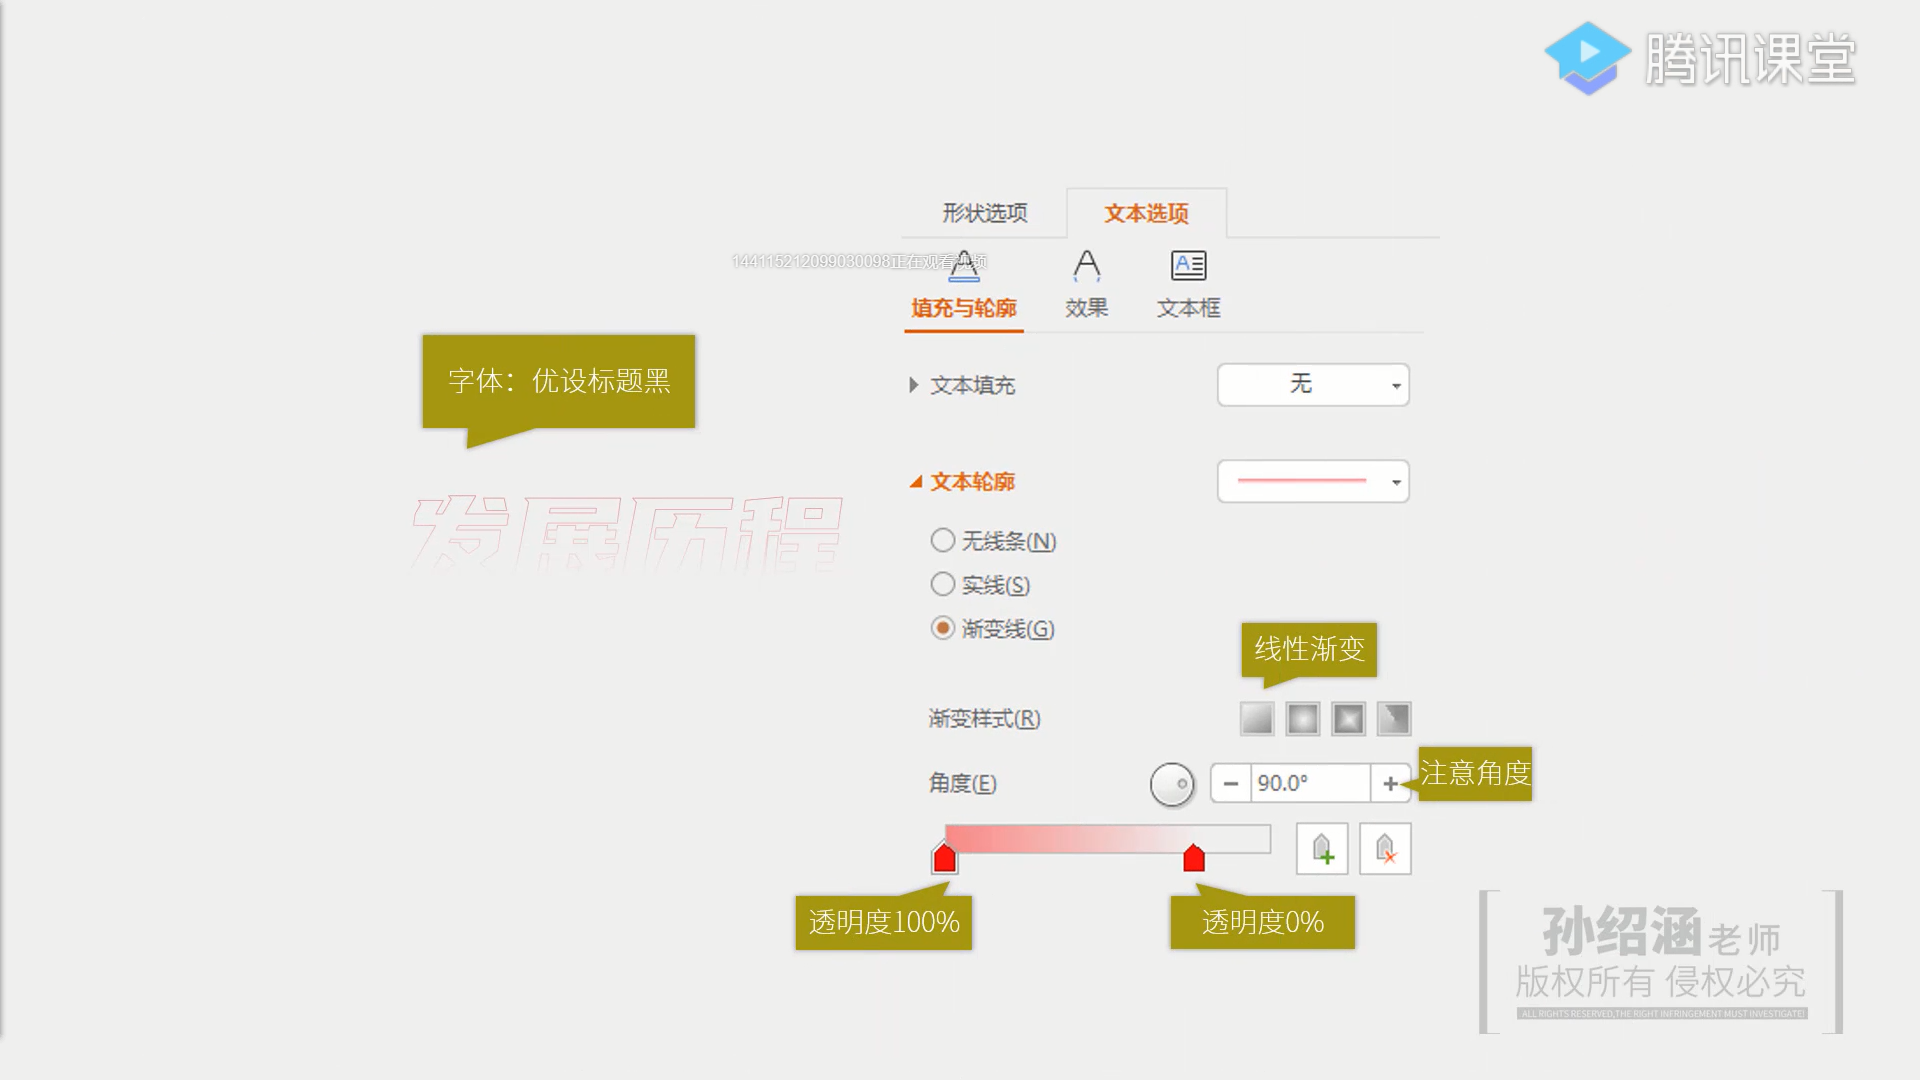 腾讯课堂
形状选项
文本选项
144115212099030098正在观看视频
填充与轮廓
效果
文本框
字体：优设标题黑
文本填充
无
发展历程
文本轮廓
无线条(N)
实线(S)
渐变线(G)
线性渐变
渐变样式(R)
角度(E)
90.0°
注意角度
透明度100%
透明度0%
孙绍涵老师
版权所有 侵权必究
ALL RIGHTS RESERVED,THE RIGHT INFRINGEMENT MUST INVESTIGATE